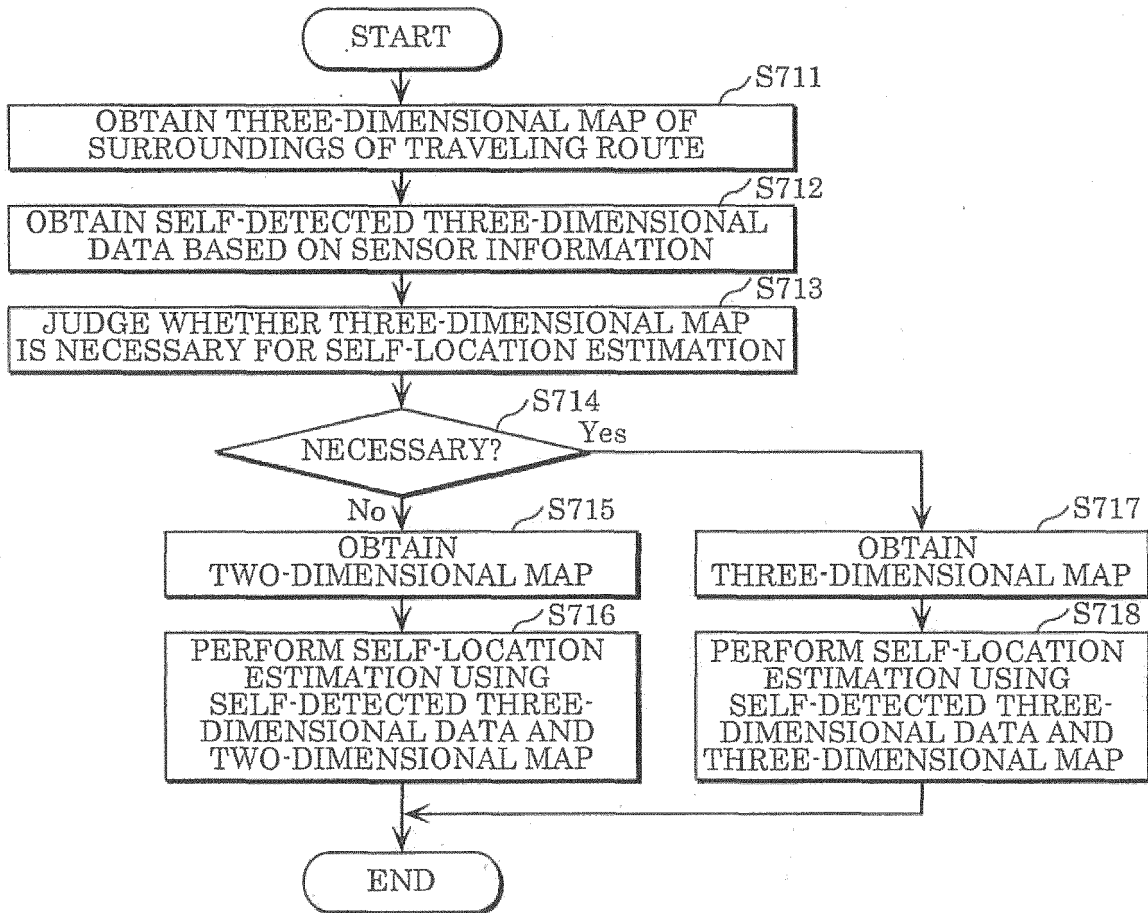 START
S711
OBTAIN THREE-DIMENSIONAL MAP OF
SURROUNDINGS OF TRAVELING ROUTE
S712
OBTAIN SELF-DETECTED THREE-DIMENSIONAL
DATA BASED ON SENSOR INFORMATION
S713
JUDGE WHETHER THREE-DIMENSIONAL MAP
IS NECESSARY FOR SELF-LOCATION ESTIMATION
S714
NECESSARY?
Yes
No
S715
OBTAIN
TWO-DIMENSIONAL MAP
S716
PERFORM SELF-LOCATION
ESTIMATION USING
SELF-DETECTED THREE-
DIMENSIONAL DATA AND
TWO-DIMENSIONAL MAP
S717
OBTAIN
THREE-DIMENSIONAL MAP
S718
PERFORM SELF-LOCATION
ESTIMATION USING
SELF-DETECTED THREE-
DIMENSIONAL DATA AND
THREE-DIMENSIONAL MAP
END